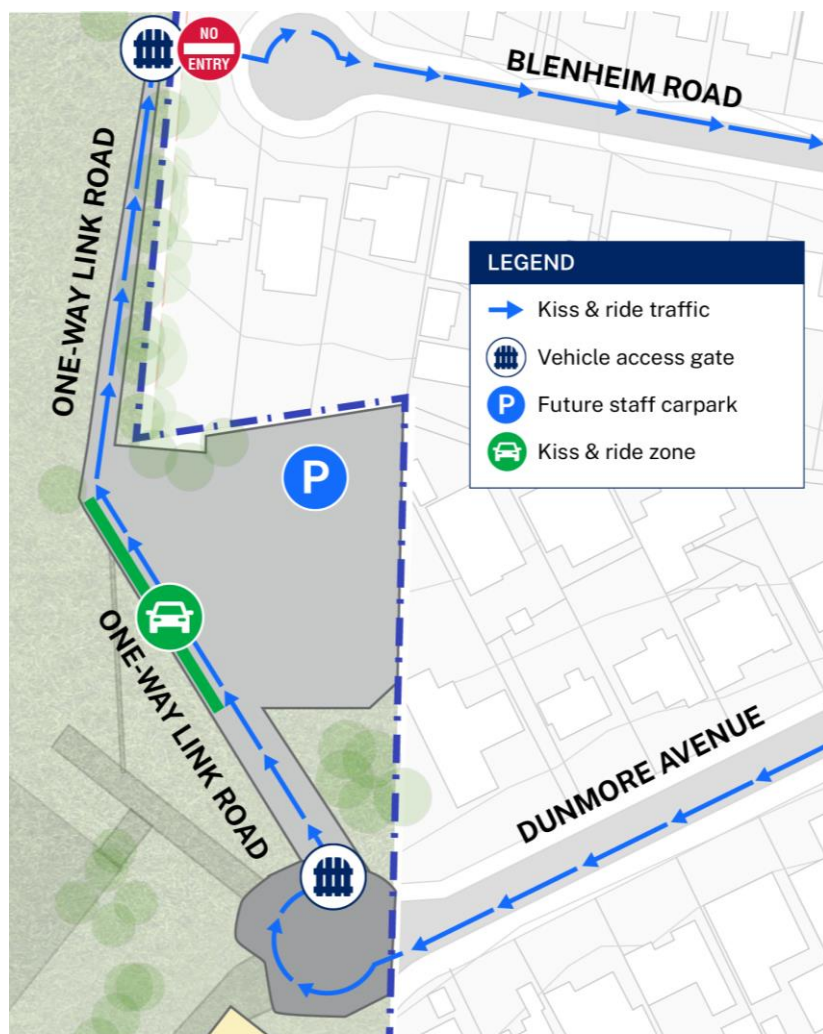 NO
ENTRY
BLENHEIM ROAD
ONE-WAY LINK ROAD
LEGEND
Kiss & ride traffic
Vehicle access gate
P Future staff carpark
Kiss & ride zone
P
ONE-WAY LINK ROAD
DUNMORE AVENUE